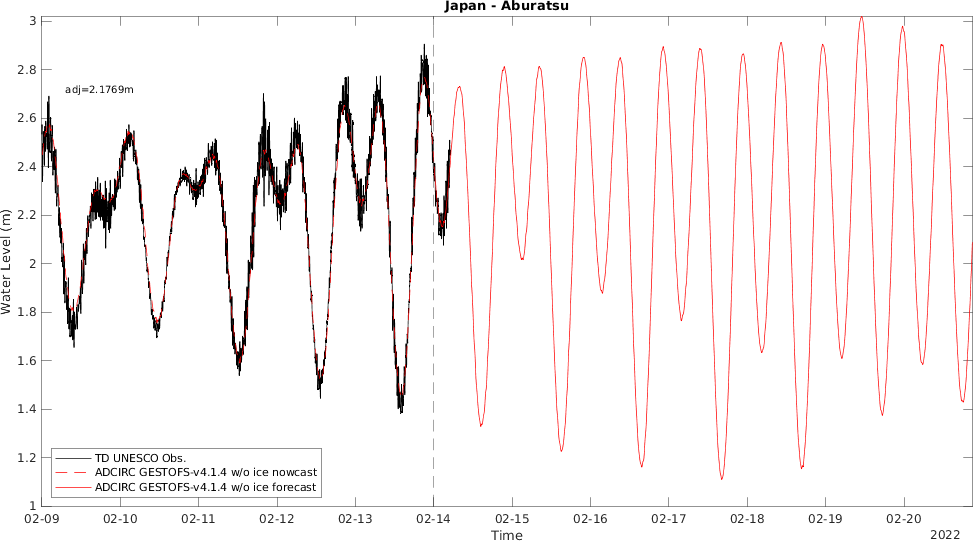 Japan - Aburatsu
3
2.8
adj=2.1769m
2.6
2.4
2.2
2
1.8
1.6
1.4
1.2
1
Water Level (m)
TD UNESCO Obs.
ADCIRC GESTOFS-v4.1.4 w/o ice nowcast
ADCIRC GESTOFS-v4.1.4 w/o ice forecast
02-09 02-10 02-11 02-12 02-13 02-14 02-15 02-16 02-17 02-18 02-19 02-20
Time
2022